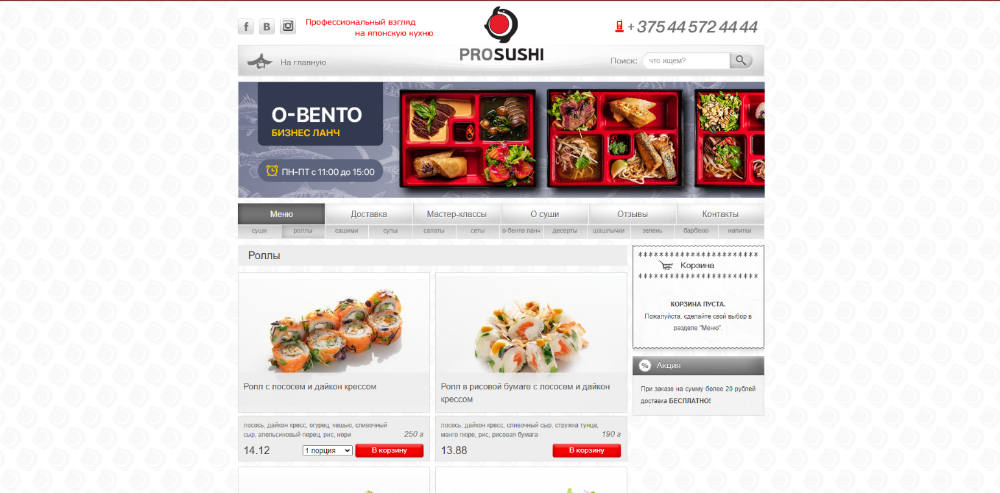 f B
Профессиональный взгляд
на японскую кухню.
+ 375 44 572 44 44
PROSUSHI
На главную
Поиск: что ищем?
O-BENTO
БИЗНЕС ЛАНЧ
ПН-ПТ с 11:00 до 15:00
Меню Доставка Мастер-классы О суши Отзывы Контакты
суши роллы сашими супы салаты сеты о-бенто ланч десерты шашлычки зелень барбекю напитки
Роллы
Корзина
КОРЗИНА ПУСТА.
Пожалуйста, сделайте свой выбор в
разделе "Меню".
% Акция
При заказе на сумму более 20 рублей
доставка БЕСПЛАТНО!
Ролл с лососем и дайкон крессом
лосось, дайкон кресс, огурец, кешью, сливочный
сыр, апельсиновый перец, рис, нори 250 г
14.12 1 порция В корзину
Ролл в рисовой бумаге с лососем и дайкон
крессом
лосось, дайкон кресс, сливочный сыр, стружка тунца,
манго пюре, рис, рисовая бумага 190 г
13.88 В корзину